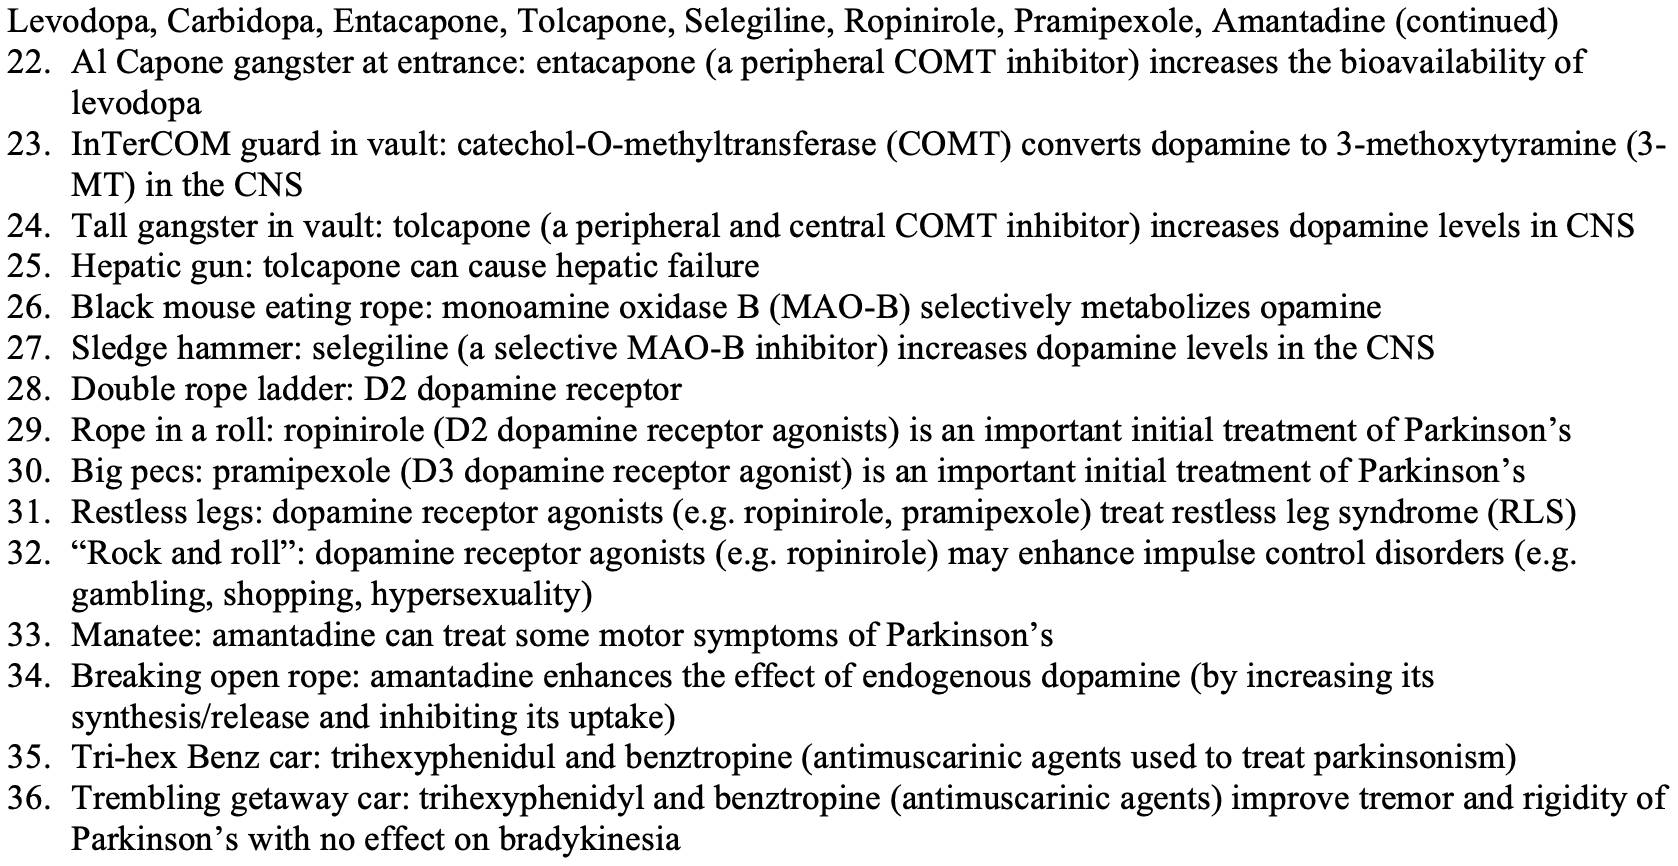 Levodopa, Carbidopa, Entacapone, Tolcapone, Selegiline, Ropinirole, Pramipexole, Amantadine (continued)
22. Al Capone gangster at entrance: entacapone (a peripheral COMT inhibitor) increases the bioavailability of
levodopa
23. InTerCOM guard in vault: catechol-O-methyltransferase (COMT) converts dopamine to 3-methoxytyramine (3-
MT) in the CNS
24. Tall gangster in vault: tolcapone (a peripheral and central COMT inhibitor) increases dopamine levels in CNS
25. Hepatic gun: tolcapone can cause hepatic failure
26. Black mouse eating rope: monoamine oxidase B (MAO-B) selectively metabolizes opamine
27. Sledge hammer: selegiline (a selective MAO-B inhibitor) increases dopamine levels in the CNS
28. Double rope ladder: D2 dopamine receptor
29. Rope in a roll: ropinirole (D2 dopamine receptor agonists) is an important initial treatment of Parkinson’s
30. Big pecs: pramipexole (D3 dopamine receptor agonist) is an important initial treatment of Parkinson’s
31. Restless legs: dopamine receptor agonists (e.g. ropinirole, pramipexole) treat restless leg syndrome (RLS)
32. “Rock and roll”: dopamine receptor agonists (e.g. ropinirole) may enhance impulse control disorders (e.g.
gambling, shopping, hypersexuality)
33. Manatee: amantadine can treat some motor symptoms of Parkinson’s
34. Breaking open rope: amantadine enhances the effect of endogenous dopamine (by increasing its
synthesis/release and inhibiting its uptake)
35. Tri-hex Benz car: trihexyphenidul and benztropine (antimuscarinic agents used to treat parkinsonism)
36. Trembling getaway car: trihexyphenidyl and benztropine (antimuscarinic agents) improve tremor and rigidity of
Parkinson’s with no effect on bradykinesia